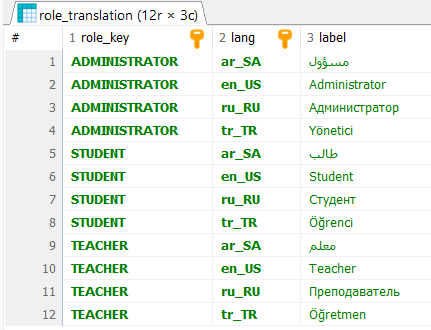 role_translation (12r × 3c)
# 1 role_key 2 lang 3 label
1 ADMINISTRATOR ar_SA مسؤول
2 ADMINISTRATOR en_US Administrator
3 ADMINISTRATOR ru_RU Администратор
4 ADMINISTRATOR tr_TR Yönetici
5 STUDENT ar_SA طالب
6 STUDENT en_US Student
7 STUDENT ru_RU Студент
8 STUDENT tr_TR Öğrenci
9 TEACHER ar_SA معلم
10 TEACHER en_US Teacher
11 TEACHER ru_RU Преподаватель
12 TEACHER tr_TR Öğretmen